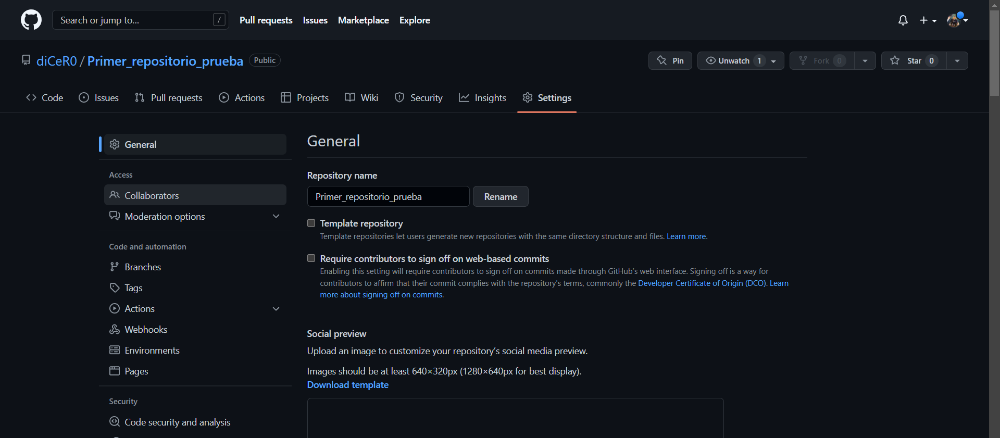 Search or jump to... /
Pull requests Issues Marketplace Explore
diCeR0 / Primer_repositorio_prueba Public
Pin Unwatch 1 Fork 0 Star 0
Code Issues Pull requests Actions Projects Wiki Security Insights Settings
General
Access
Collaborators
Moderation options
Code and automation
Branches
Tags
Actions
Webhooks
Environments
Pages
Security
Code security and analysis
General
Repository name
Primer_repositorio_prueba Rename
Template repository
Template repositories let users generate new repositories with the same directory structure and files. Learn more.
Require contributors to sign off on web-based commits
Enabling this setting will require contributors to sign off on commits made through GitHub’s web interface. Signing off is a way for
contributors to affirm that their commit complies with the repository's terms, commonly the Developer Certificate of Origin (DCO). Learn
more about signing off on commits.
Social preview
Upload an image to customize your repository’s social media preview.
Images should be at least 640×320px (1280×640px for best display).
Download template